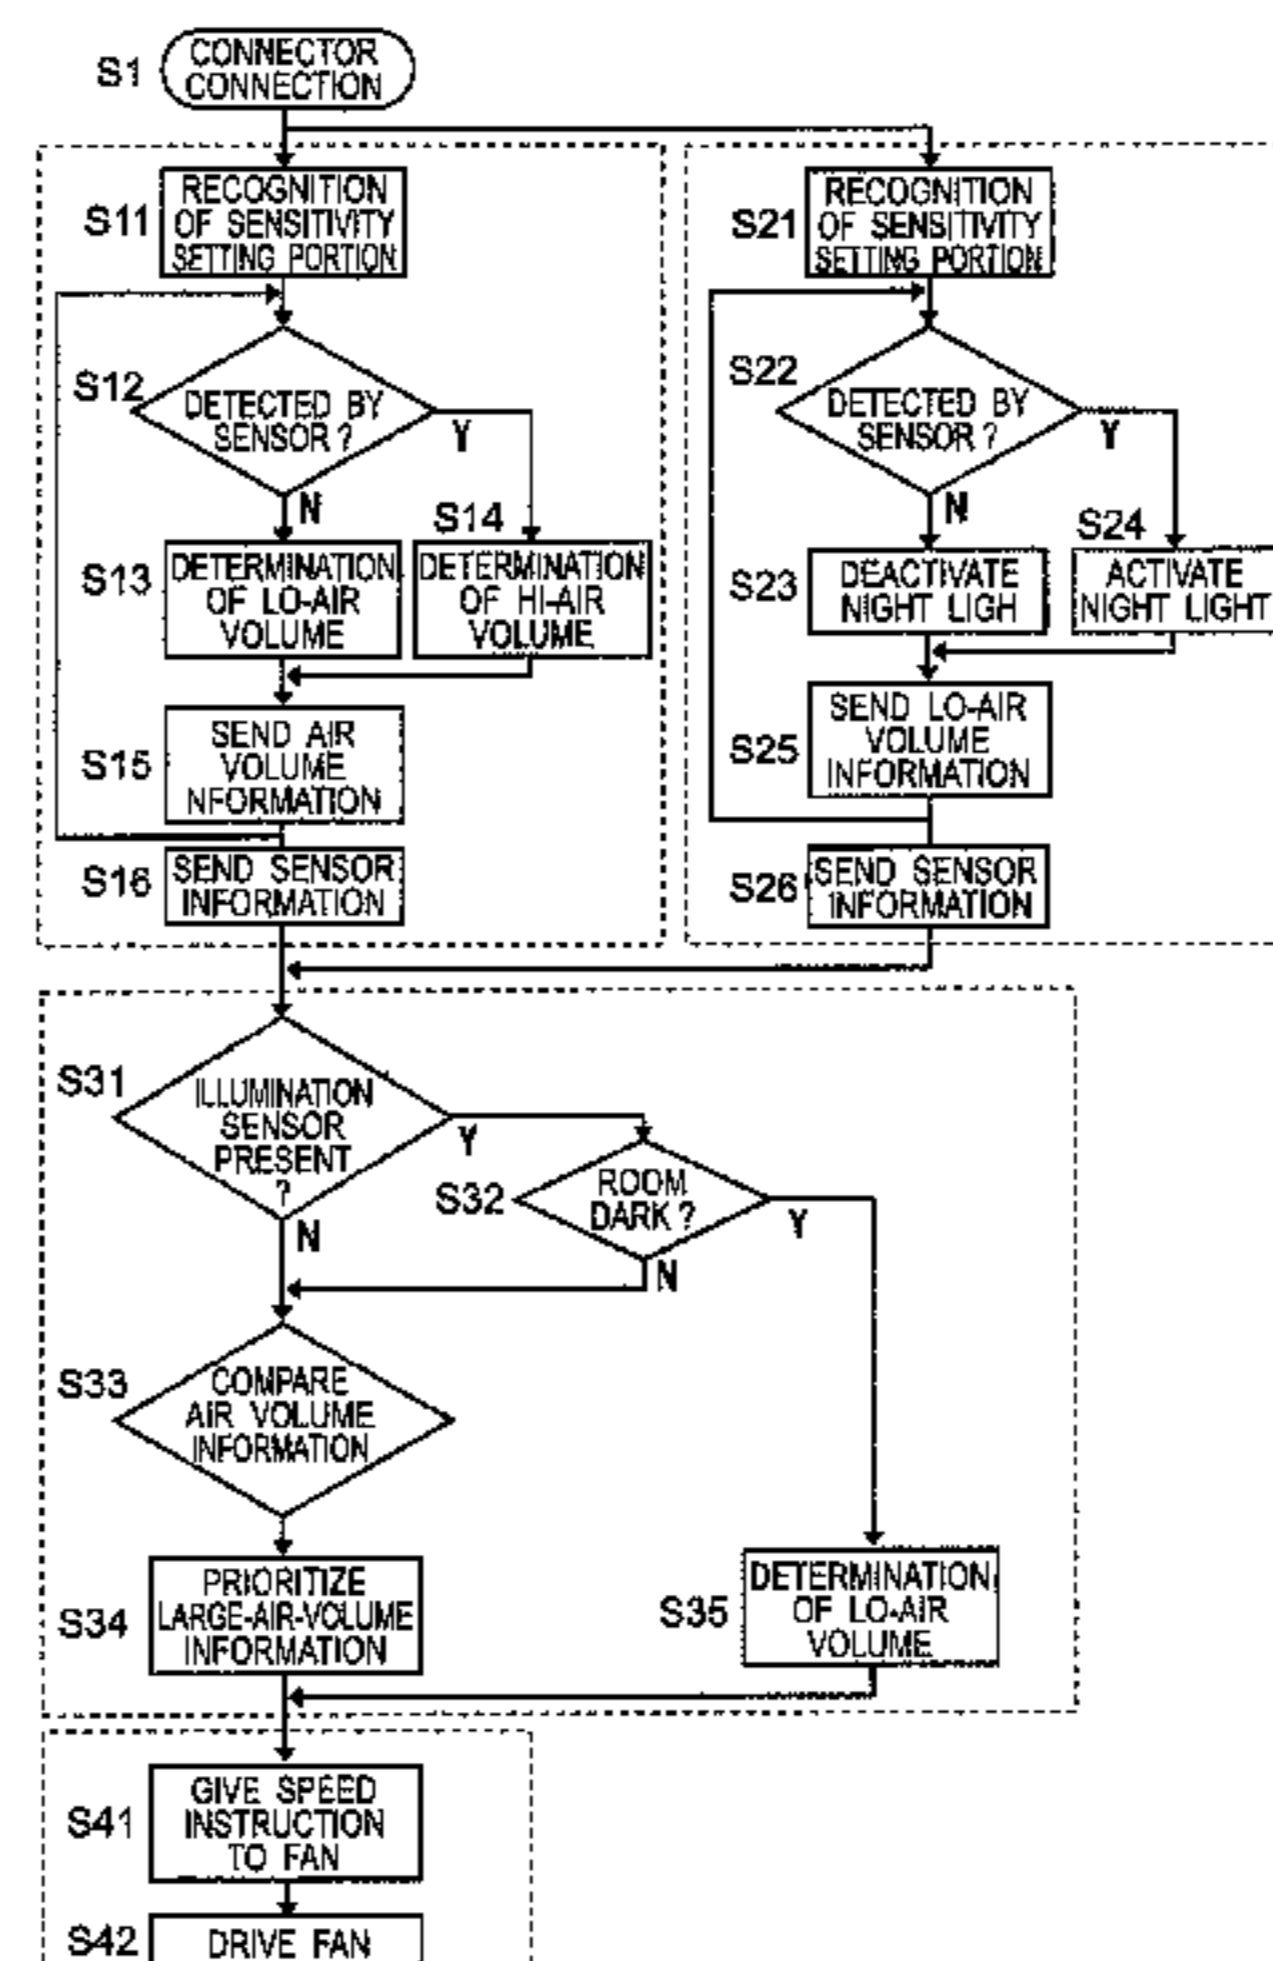 S1
CONNECTOR
CONNECTION
S11
RECOGNITION
OF SENSITIVITY
SETTING PORTION
S21
RECOGNITION
OF SENSITIVITY
SETTING PORTION
S12
DETECTED BY
SENSOR ?
Y
N
S22
DETECTED BY
SENSOR ?
Y
N
S13
DETERMINATION
OF LO-AIR
VOLUME
S14
DETERMINATION
OF HI-AIR
VOLUME
S23
DEACTIVATE
NIGHT LIGH
S24
ACTIVATE
NIGHT LIGHT
S15
SEND AIR
VOLUME
NFORMATION
S25
SEND LO-AIR
VOLUME
INFORMATION
S16
SEND SENSOR
INFORMATION
S26
SEND SENSOR
INFORMATION
S31
ILLUMINATION
SENSOR
PRESENT
?
Y
N
S32
ROOM
DARK ?
Y
N
S33
COMPARE
AIR VOLUME
INFORMATION
S34
PRIORITIZE
LARGE-AIR-VOLUME
INFORMATION
S35
DETERMINATION
OF LO-AIR
VOLUME
S41
GIVE SPEED
INSTRUCTION
TO FAN
S42
DRIVE FAN